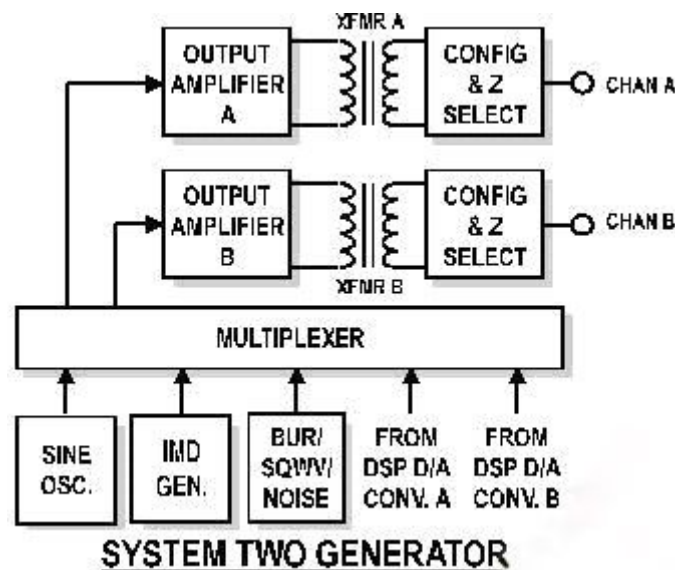 XFMR A
OUTPUT
AMPLIFIER
A
CONFIG
& Z
SELECT
CHAN A
OUTPUT
AMPLIFIER
B
CONFIG
& Z
SELECT
CHAN B
XFMR B
MULTIPLEXER
SINE
OSC.
IMD
GEN.
BUR/
SQWV/
NOISE
FROM
DSP D/A
CONV. A
FROM
DSP D/A
CONV. B
SYSTEM TWO GENERATOR